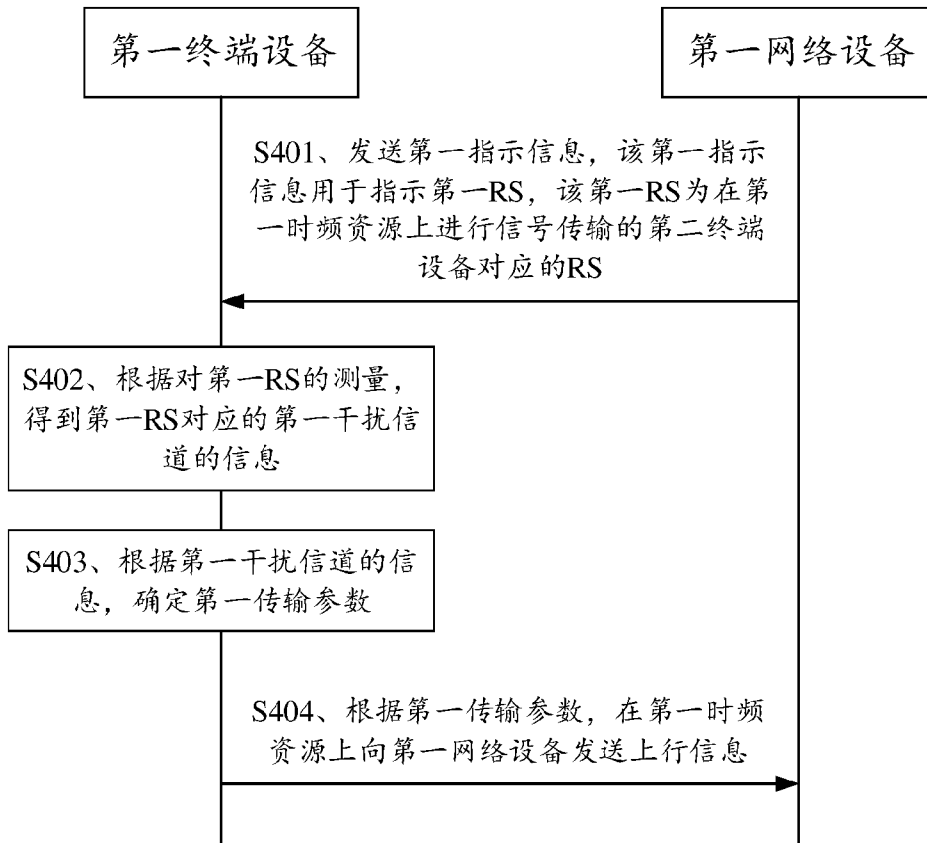 第一终端设备
第一网络设备
S401、发送第一指示信息，该第一指示
信息用于指示第一RS，该第一RS为在第
一时频资源上进行信号传输的第二终端
设备对应的RS
S402、根据对第一RS的测量，
得到第一RS对应的第一干扰信
道的信息
S403、根据第一干扰信道的信
息，确定第一传输参数
S404、根据第一传输参数，在第一时频
资源上向第一网络设备发送上行信息